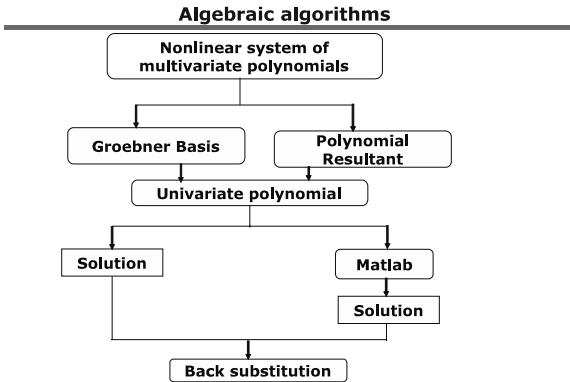 Algebraic algorithms
Nonlinear system of
multivariate polynomials
Groebner Basis
Polynomial
Resultant
Univariate polynomial
Solution
Matlab
Solution
Back substitution